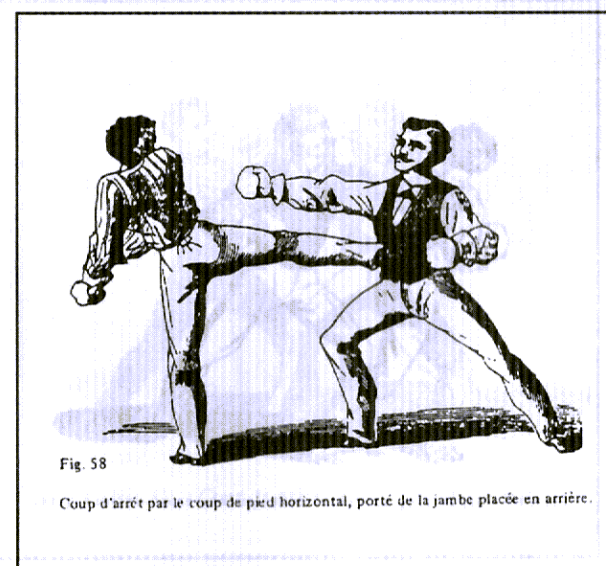 Fig. 58
Coup d'arrêt par le coup de pied horizontal, porté de la jambe placée en arrière.